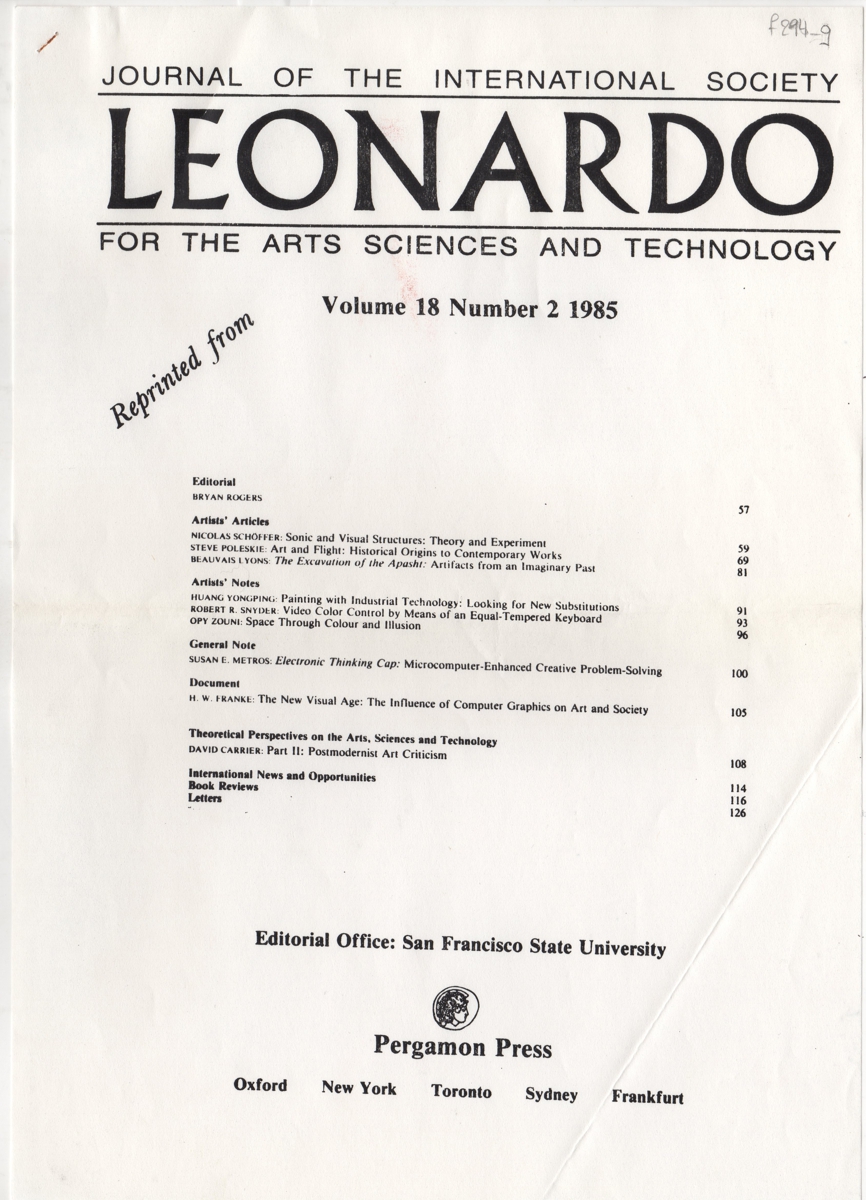 f294-g
JOURNAL OF THE INTERNATIONAL SOCIETY
LEONARDO
FOR THE ARTS SCIENCES AND TECHNOLOGY
Volume 18 Number 2 1985
Reprinted from
Editorial
BRYAN ROGERS 57
Artists' Articles
NICOLAS SCHÖFFER: Sonic and Visual Structures: Theory and Experiment 59
STEVE POLESKIE: Art and Flight: Historical Origins to Contemporary Works 69
BEAUVAIS LYONS: The Excavation of the Apasht: Artifacts from an Imaginary Past 81
Artists' Notes
HUANG YONGPING: Painting with Industrial Technology: Looking for New Substitutions 91
ROBERT R. SNYDER: Video Color Control by Means of an Equal-Tempered Keyboard 93
OPY ZOUNI: Space Through Colour and Illusion 96
General Note
SUSAN E. METROS: Electronic Thinking Cap: Microcomputer-Enhanced Creative Problem-Solving 100
Document
H. W. FRANKE: The New Visual Age: The Influence of Computer Graphics on Art and Society 105
Theoretical Perspectives on the Arts, Sciences and Technology
DAVID CARRIER: Part II: Postmodernist Art Criticism 108
International News and Opportunities 114
Book Reviews 116
Letters 126
Editorial Office: San Francisco State University
Pergamon Press
Oxford New York Toronto Sydney Frankfurt